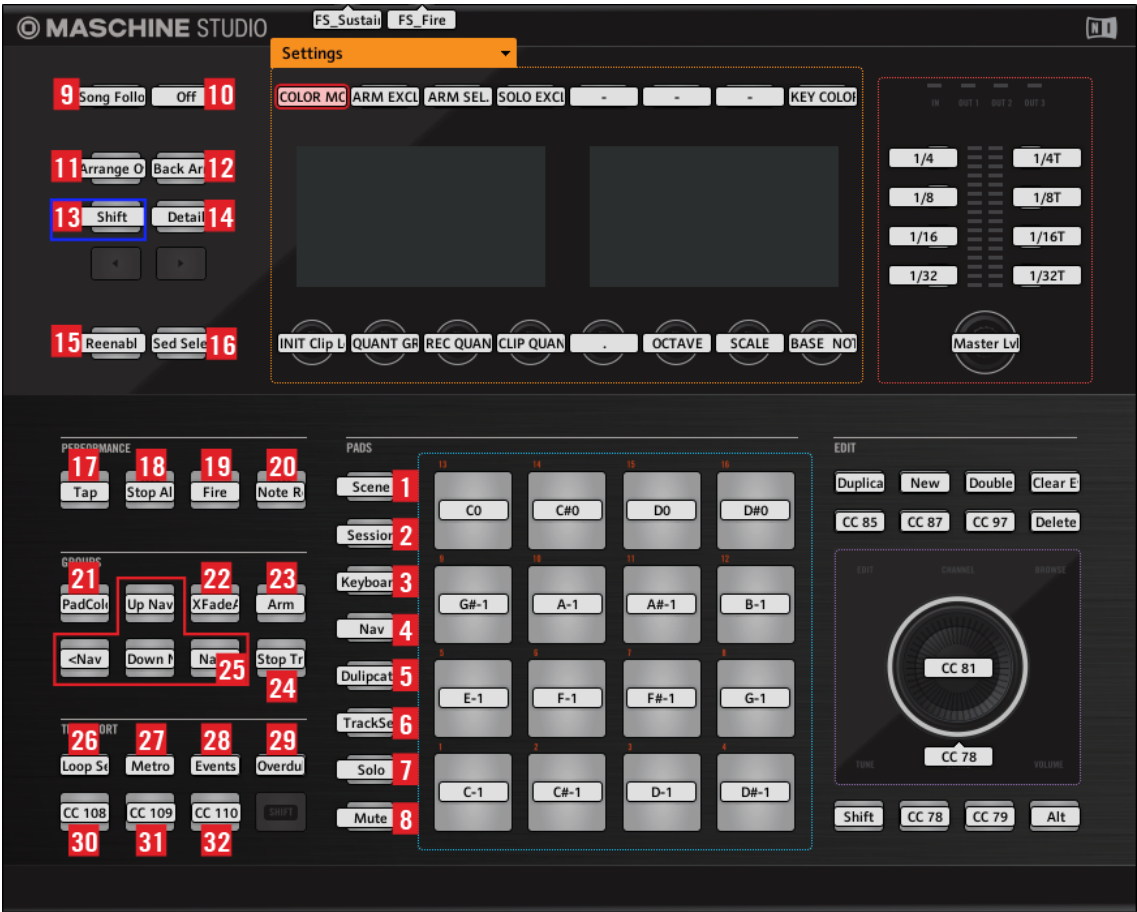 MASCHINE STUDIO
FS_Sustain FS_Fire
Settings
9 Song Follo Off 10
COLOR MO ARM EXCL ARM SEL. SOLO EXCL - - - KEY COLOR
IN OUT 1 OUT 2 OUT 3
11 Arrange O Back Ar 12
1/4 1/4T
1/8 1/8T
13 Shift Detail 14
1/16 1/16T
1/32 1/32T
15 Reenabl Sed Sele 16
INIT Clip L QUANT GR REC QUAN CLIP QUAN . OCTAVE SCALE BASE NOT
Master Lvl
PERFORMANCE
17 18 19 20
Tap Stop Al Fire Note R
GROUPS
21 22 23
PadColo Up Nav XFadeA Arm
<Nav Down N Na 25 Stop Tr
24
TRANSPORT
26 27 28 29
Loop Se Metro Events Overdu
CC 108 CC 109 CC 110 SHIFT
30 31 32
PADS
Scene 1
Session 2
Keyboar 3
Nav 4
Dulipcat 5
TrackSe 6
Solo 7
Mute 8
13 14 15 16
C0 C#0 D0 D#0
9 10 11 12
G#-1 A-1 A#-1 B-1
5 6 7 8
E-1 F-1 F#-1 G-1
1 2 3 4
C-1 C#-1 D-1 D#-1
EDIT
Duplica New Double Clear E
CC 85 CC 87 CC 97 Delete
EDIT CHANNEL BROWSE
CC 81
CC 78
TUNE VOLUME
Shift CC 78 CC 79 Alt